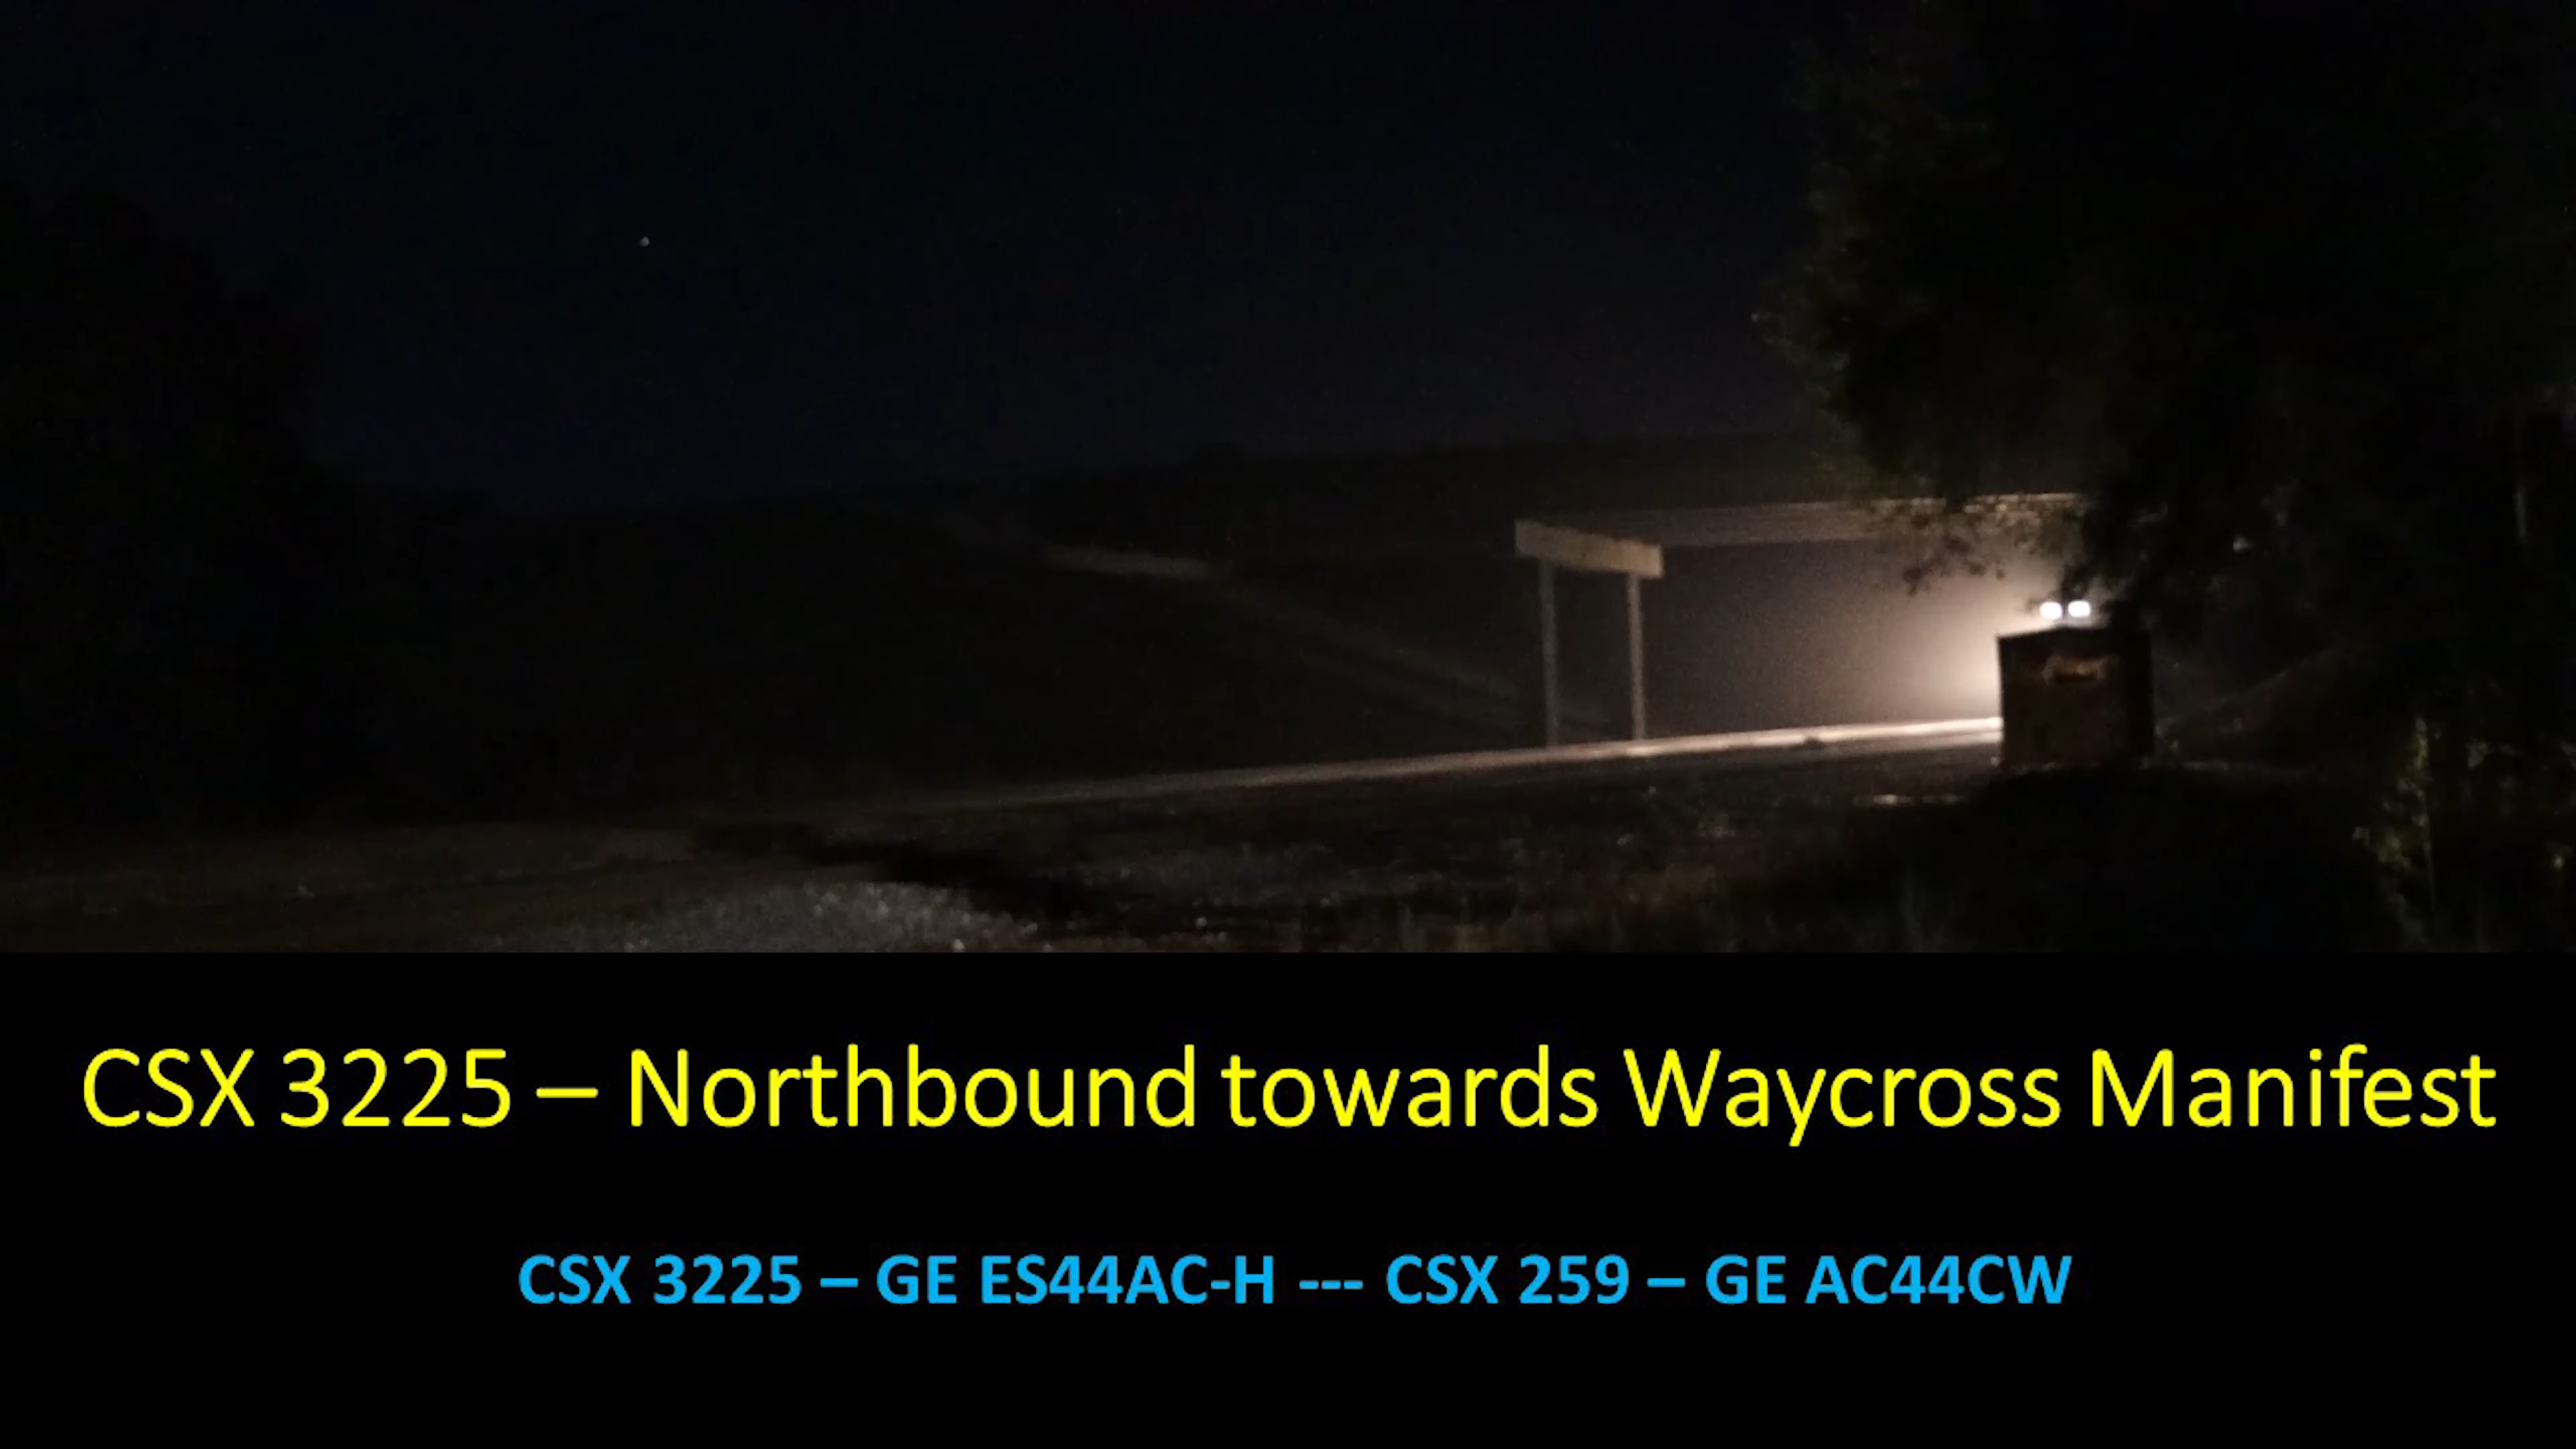 CSX 3225 – Northbound towards Waycross Manifest
CSX 3225 – GE ES44AC-H --- CSX 259 – GE AC44CW